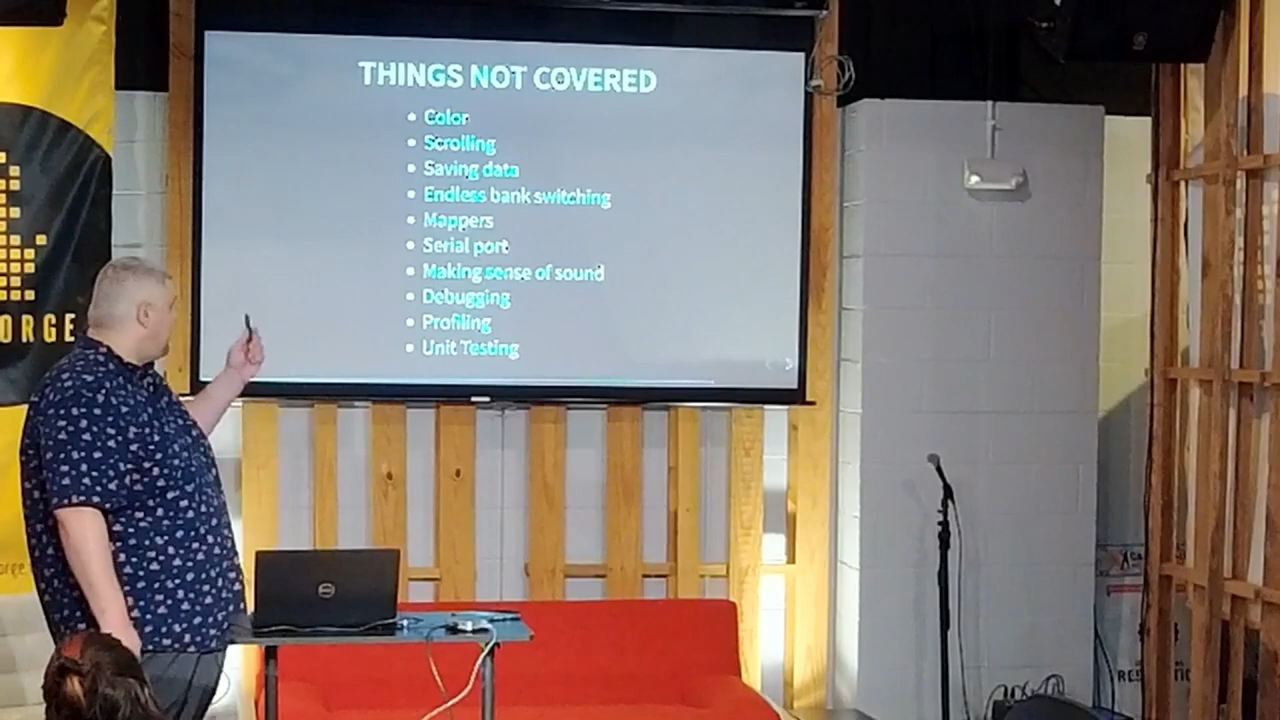 THINGS NOT COVERED
Color
Scrolling
Saving data
Endless bank switching
Mappers
Serial port
Making sense of sound
Debugging
Profiling
Unit Testing
ORGE
DELL